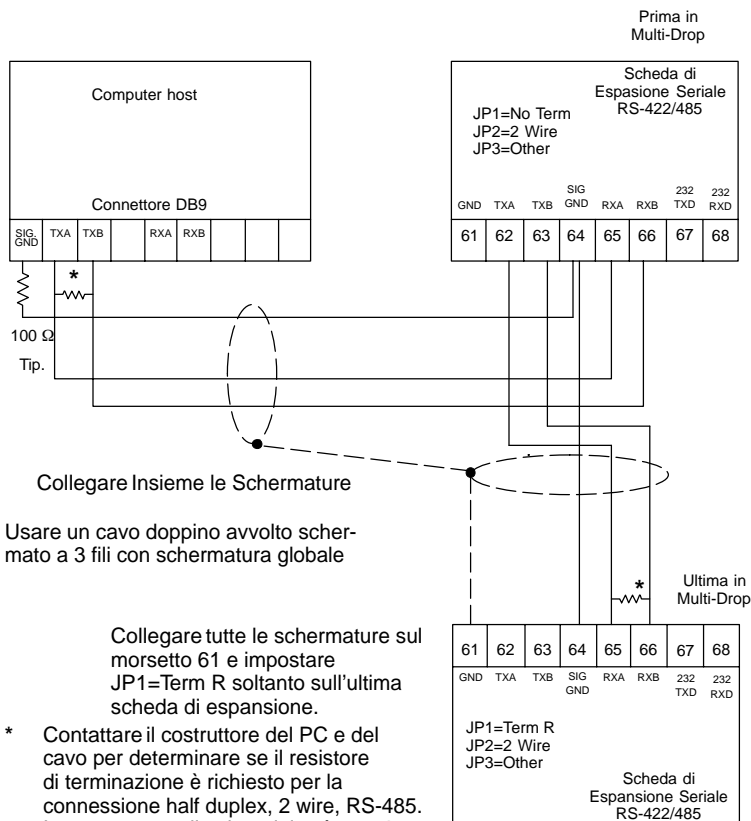 Prima in
Multi-Drop
Computer host
Connettore DB9
SIG. GND TXA TXB RXA RXB
Scheda di
Espasione Seriale
RS-422/485
JP1=No Term
JP2=2 Wire
JP3=Other
GND TXA TXB SIG GND RXA RXB 232 TXD 232 RXD
61 62 63 64 65 66 67 68
*
100 Ω
Tip.
Collegare Insieme le Schermature
Usare un cavo doppino avvolto scher-
mato a 3 fili con schermatura globale
*
Ultima in
Multi-Drop
Collegare tutte le schermature sul
morsetto 61 e impostare
JP1=Term R soltanto sull'ultima
scheda di espansione.
* Contattare il costruttore del PC e del
cavo per determinare se il resistore
di terminazione è richiesto per la
connessione half duplex, 2 wire, RS-485.
61 62 63 64 65 66 67 68
GND TXA TXB SIG GND RXA RXB 232 TXD 232 RXD
JP1=Term R
JP2=2 Wire
JP3=Other
Scheda di
Espansione Seriale
RS-422/485